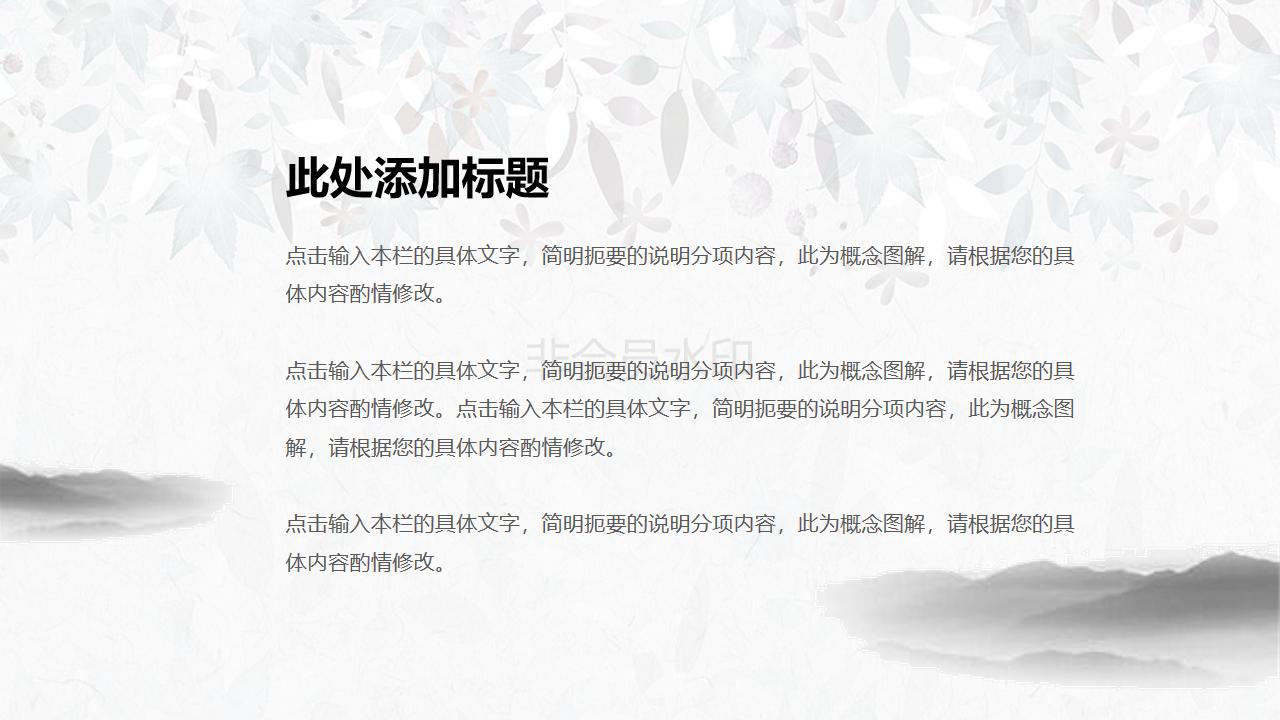 此处添加标题
点击输入本栏的具体文字，简明扼要的说明分项内容，此为概念图解，请根据您的具
体内容酌情修改。
非会员水印
点击输入本栏的具体文字，简明扼要的说明分项内容，此为概念图解，请根据您的具
体内容酌情修改。点击输入本栏的具体文字，简明扼要的说明分项内容，此为概念图
解，请根据您的具体内容酌情修改。
点击输入本栏的具体文字，简明扼要的说明分项内容，此为概念图解，请根据您的具
体内容酌情修改。